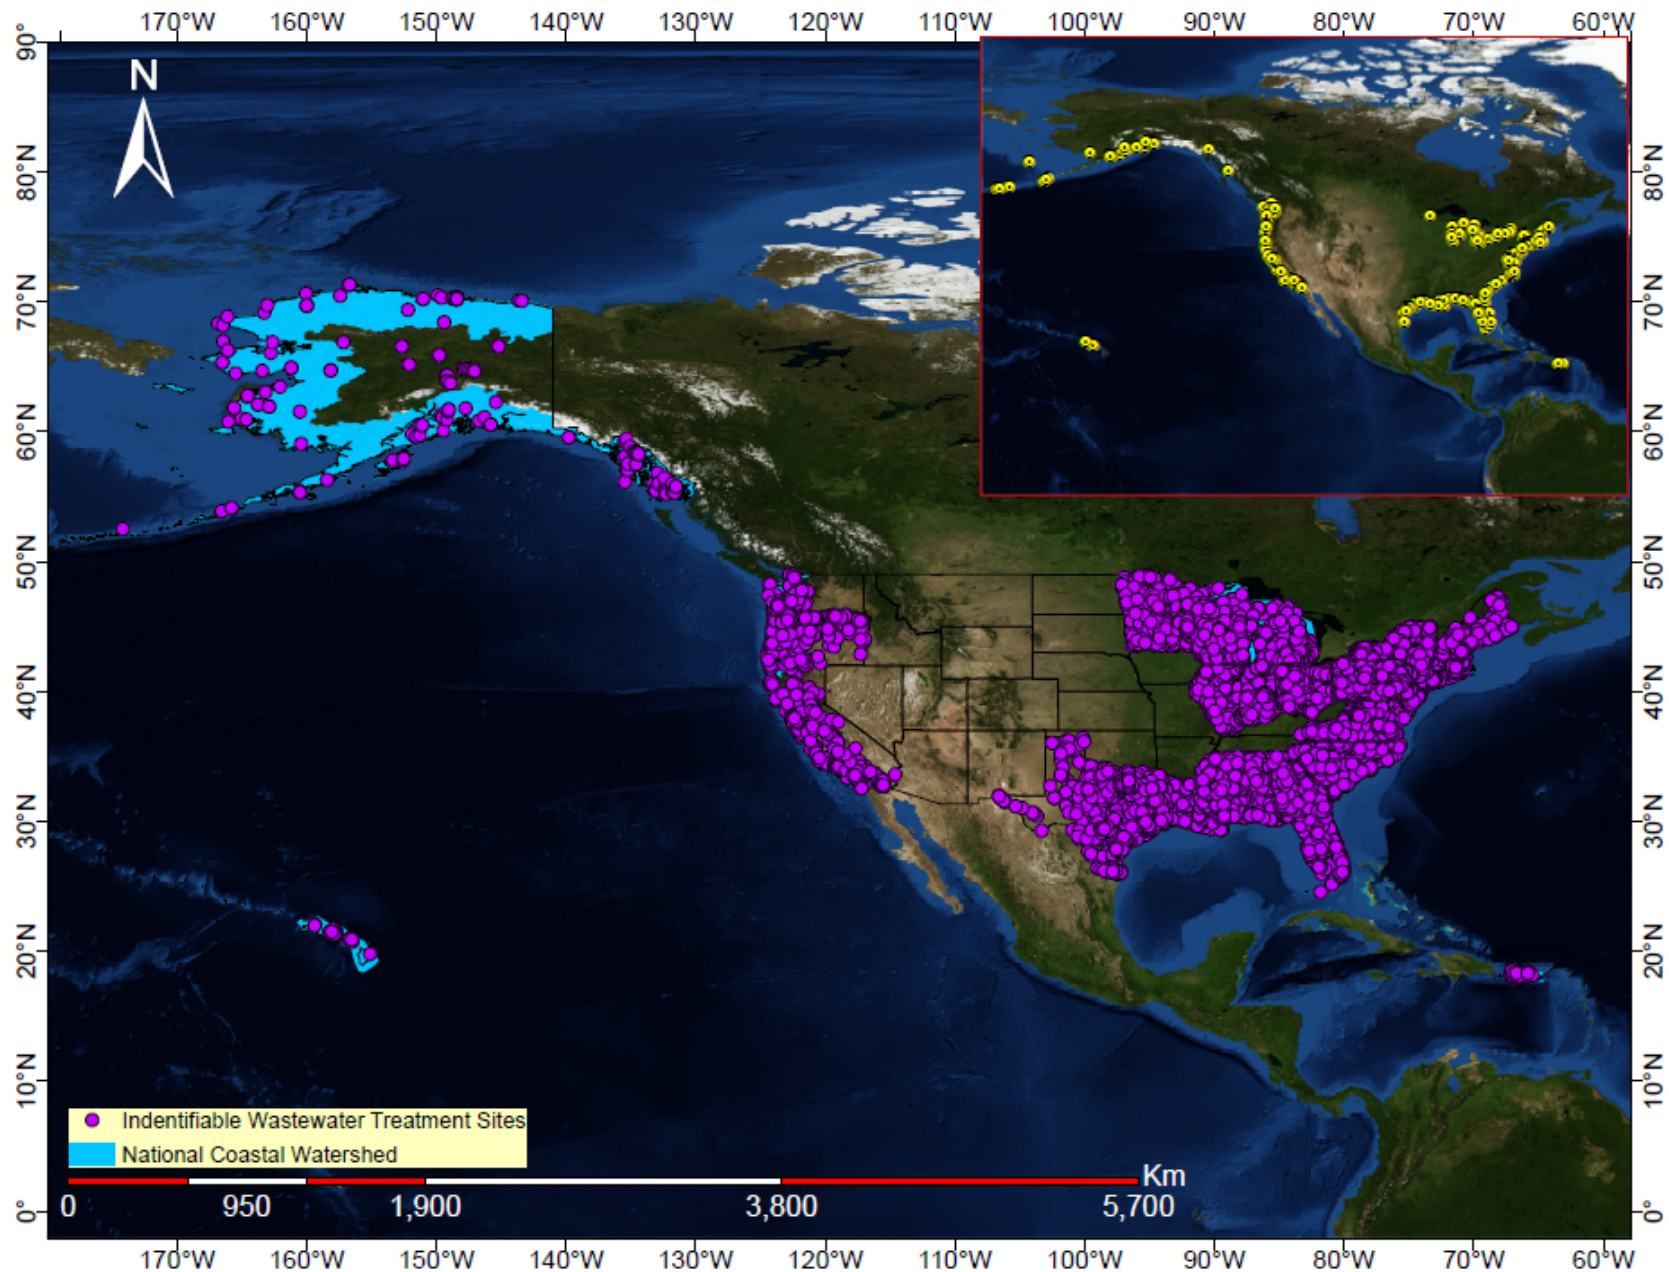 170°W 160°W 150°W 140°W 130°W 120°W 110°W 100°W 90°W 80°W 70°W 60°W
90°
N
80°N 80°N
70°N 70°N
60°N 60°N
50°N 50°N
40°N 40°N
30°N 30°N
20°N 20°N
10°N 10°N
Indentifiable Wastewater Treatment Sites
National Coastal Watershed
Km
0 950 1,900 3,800 5,700
0° 0°
170°W 160°W 150°W 140°W 130°W 120°W 110°W 100°W 90°W 80°W 70°W 60°W